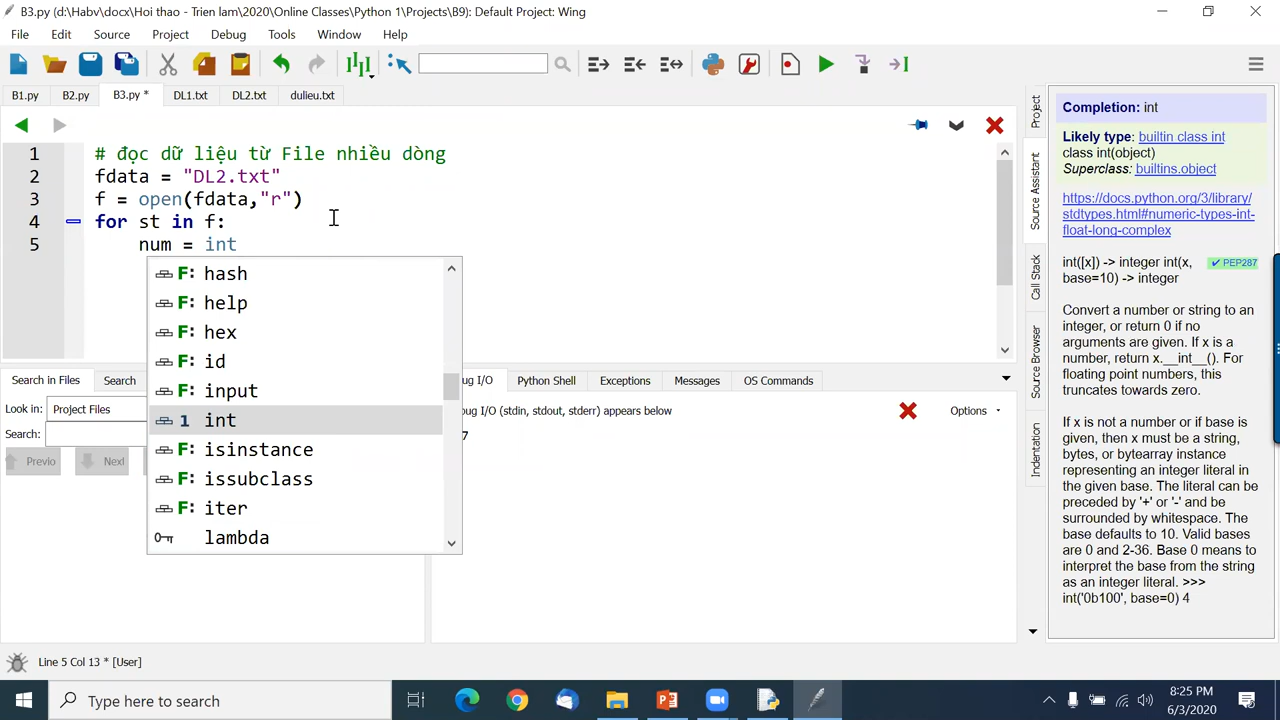 B3.py (d:\Habv\docx\Hoi thao - Trien lam\2020\Online Classes\Python 1\Projects\B9): Default Project: Wing
File Edit Source Project Debug Tools Window Help
B1.py B2.py B3.py * DL1.txt DL2.txt dulieu.txt
1 # đọc dữ liệu từ File nhiều dòng
2 fdata = "DL2.txt"
3 f = open(fdata,"r")
4 for st in f:
5 num = int
F: hash
F: help
F: hex
F: id
F: input
1 int
F: isinstance
F: issubclass
F: iter
lambda
Search in Files Search
Look in: Project Files
Search:
Previo Next
ug I/O Python Shell Exceptions Messages OS Commands
bug I/O (stdin, stdout, stderr) appears below
Options
7
Project
Source Assistant
Call Stack
Source Browser
Indentation
Completion: int
Likely type: builtin class int
class int(object)
Superclass: builtins.object
https://docs.python.org/3/library/
stdtypes.html#numeric-types-int-
float-long-complex
int([x]) -> integer int(x, ✓ PEP287
base=10) -> integer
Convert a number or string to an
integer, or return 0 if no
arguments are given. If x is a
number, return x.__int__(). For
floating point numbers, this
truncates towards zero.
If x is not a number or if base is
given, then x must be a string,
bytes, or bytearray instance
representing an integer literal in
the given base. The literal can be
preceded by '+' or '-' and be
surrounded by whitespace. The
base defaults to 10. Valid bases
are 0 and 2-36. Base 0 means to
interpret the base from the string
as an integer literal. >>>
int('0b100', base=0) 4
Line 5 Col 13 * [User]
Type here to search
8:25 PM
6/3/2020